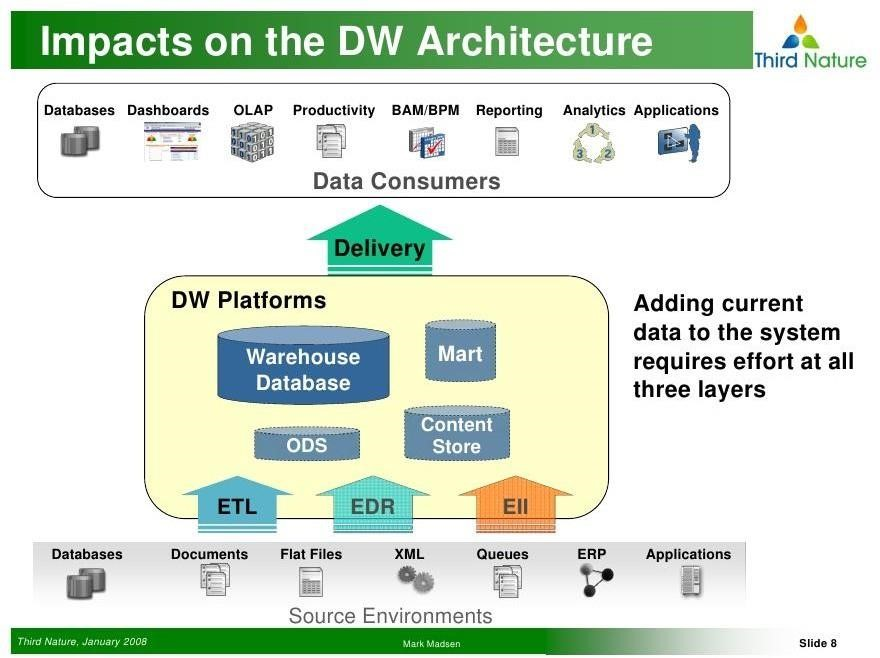 Impacts on the DW Architecture
Third Nature
Databases Dashboards OLAP Productivity BAM/BPM Reporting Analytics Applications
1
3 2
Data Consumers
Delivery
DW Platforms
Warehouse
Database
Mart
ODS
Content
Store
Adding current
data to the system
requires effort at all
three layers
ETL EDR EII
Databases Documents Flat Files XML Queues ERP Applications
Source Environments
Third Nature, January 2008 Mark Madsen Slide 8